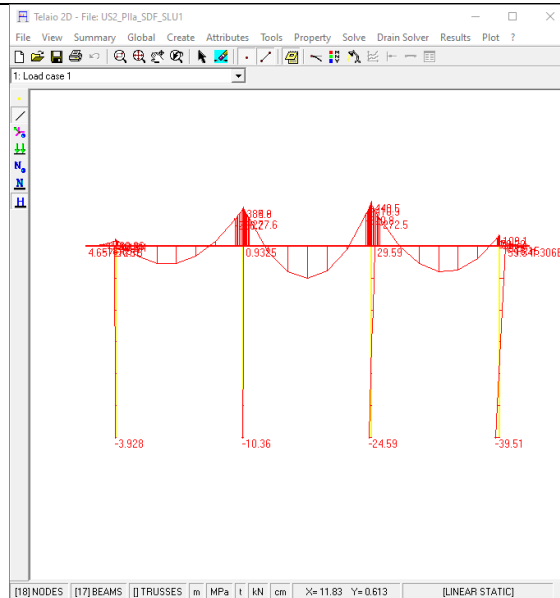 Telaio 2D - File: US2_PIIa_SDF_SLU1
File View Summary Global Create Attributes Tools Property Solve Drain Solver Results Plot ?
1: Load case 1
0.9325 29.59
-3.928 -10.36 -24.59 -39.51
[18] NODES [17] BEAMS [] TRUSSES m MPa t kN cm X= 11.83 Y= 0.613 [LINEAR STATIC]